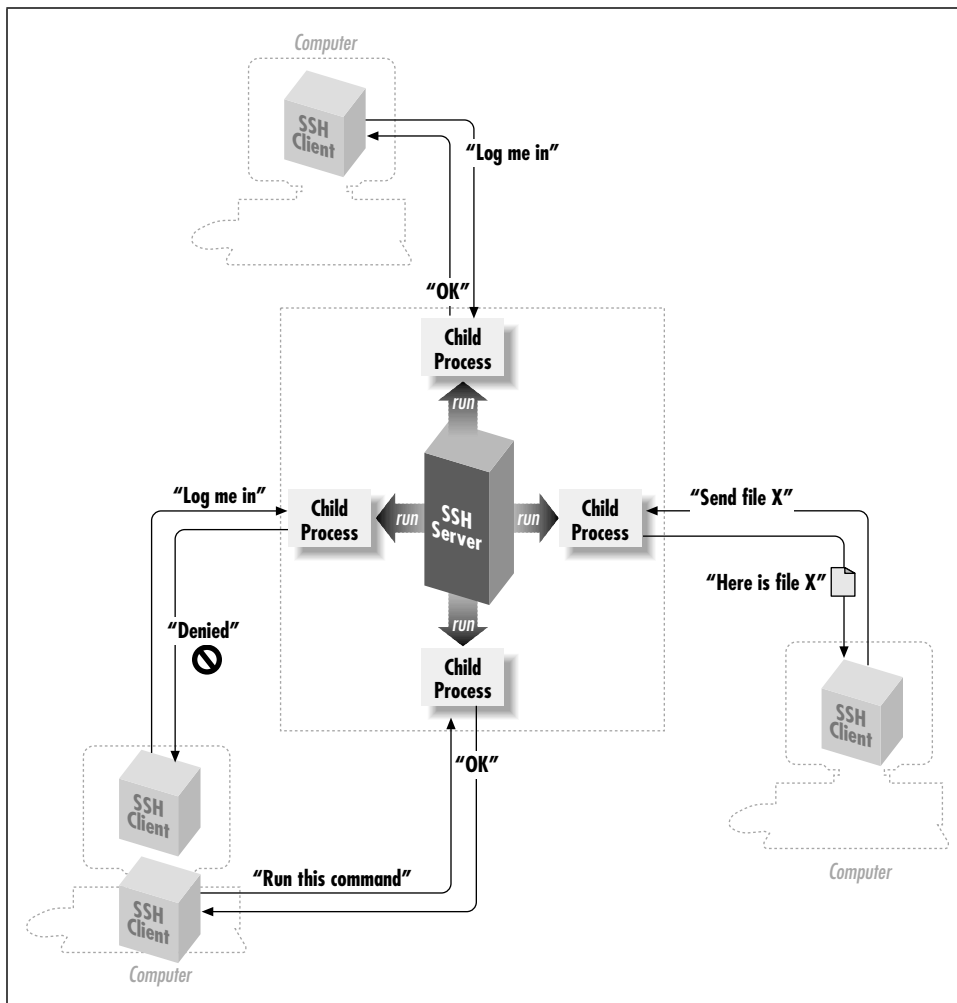 Computer
SSH
Client
“Log me in”
“OK”
Child
Process
run
“Log me in”
Child
Process
run
SSH
Server
run
Child
Process
“Send file X”
“Here is file X”
“Denied”
run
Child
Process
“OK”
SSH
Client
SSH
Client
“Run this command”
SSH
Client
Computer
Computer